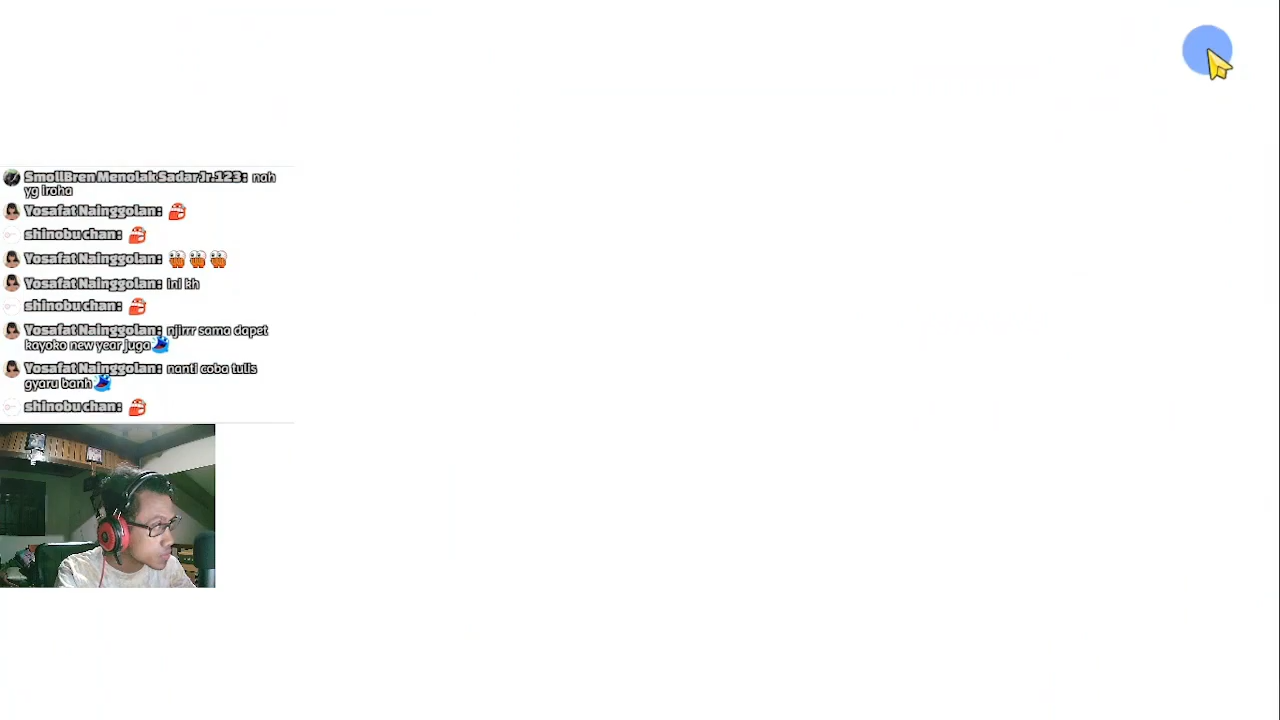 SmollBren Menolak Sadar Jr.123: nah
yg iroha
Yosafat Nainggolan:
shinobu chan:
Yosafat Nainggolan:
Yosafat Nainggolan: ini kh
shinobu chan:
Yosafat Nainggolan: njirrr sama dapet
kayoko new year juga
Yosafat Nainggolan: nanti coba tulis
gyaru banh
shinobu chan: